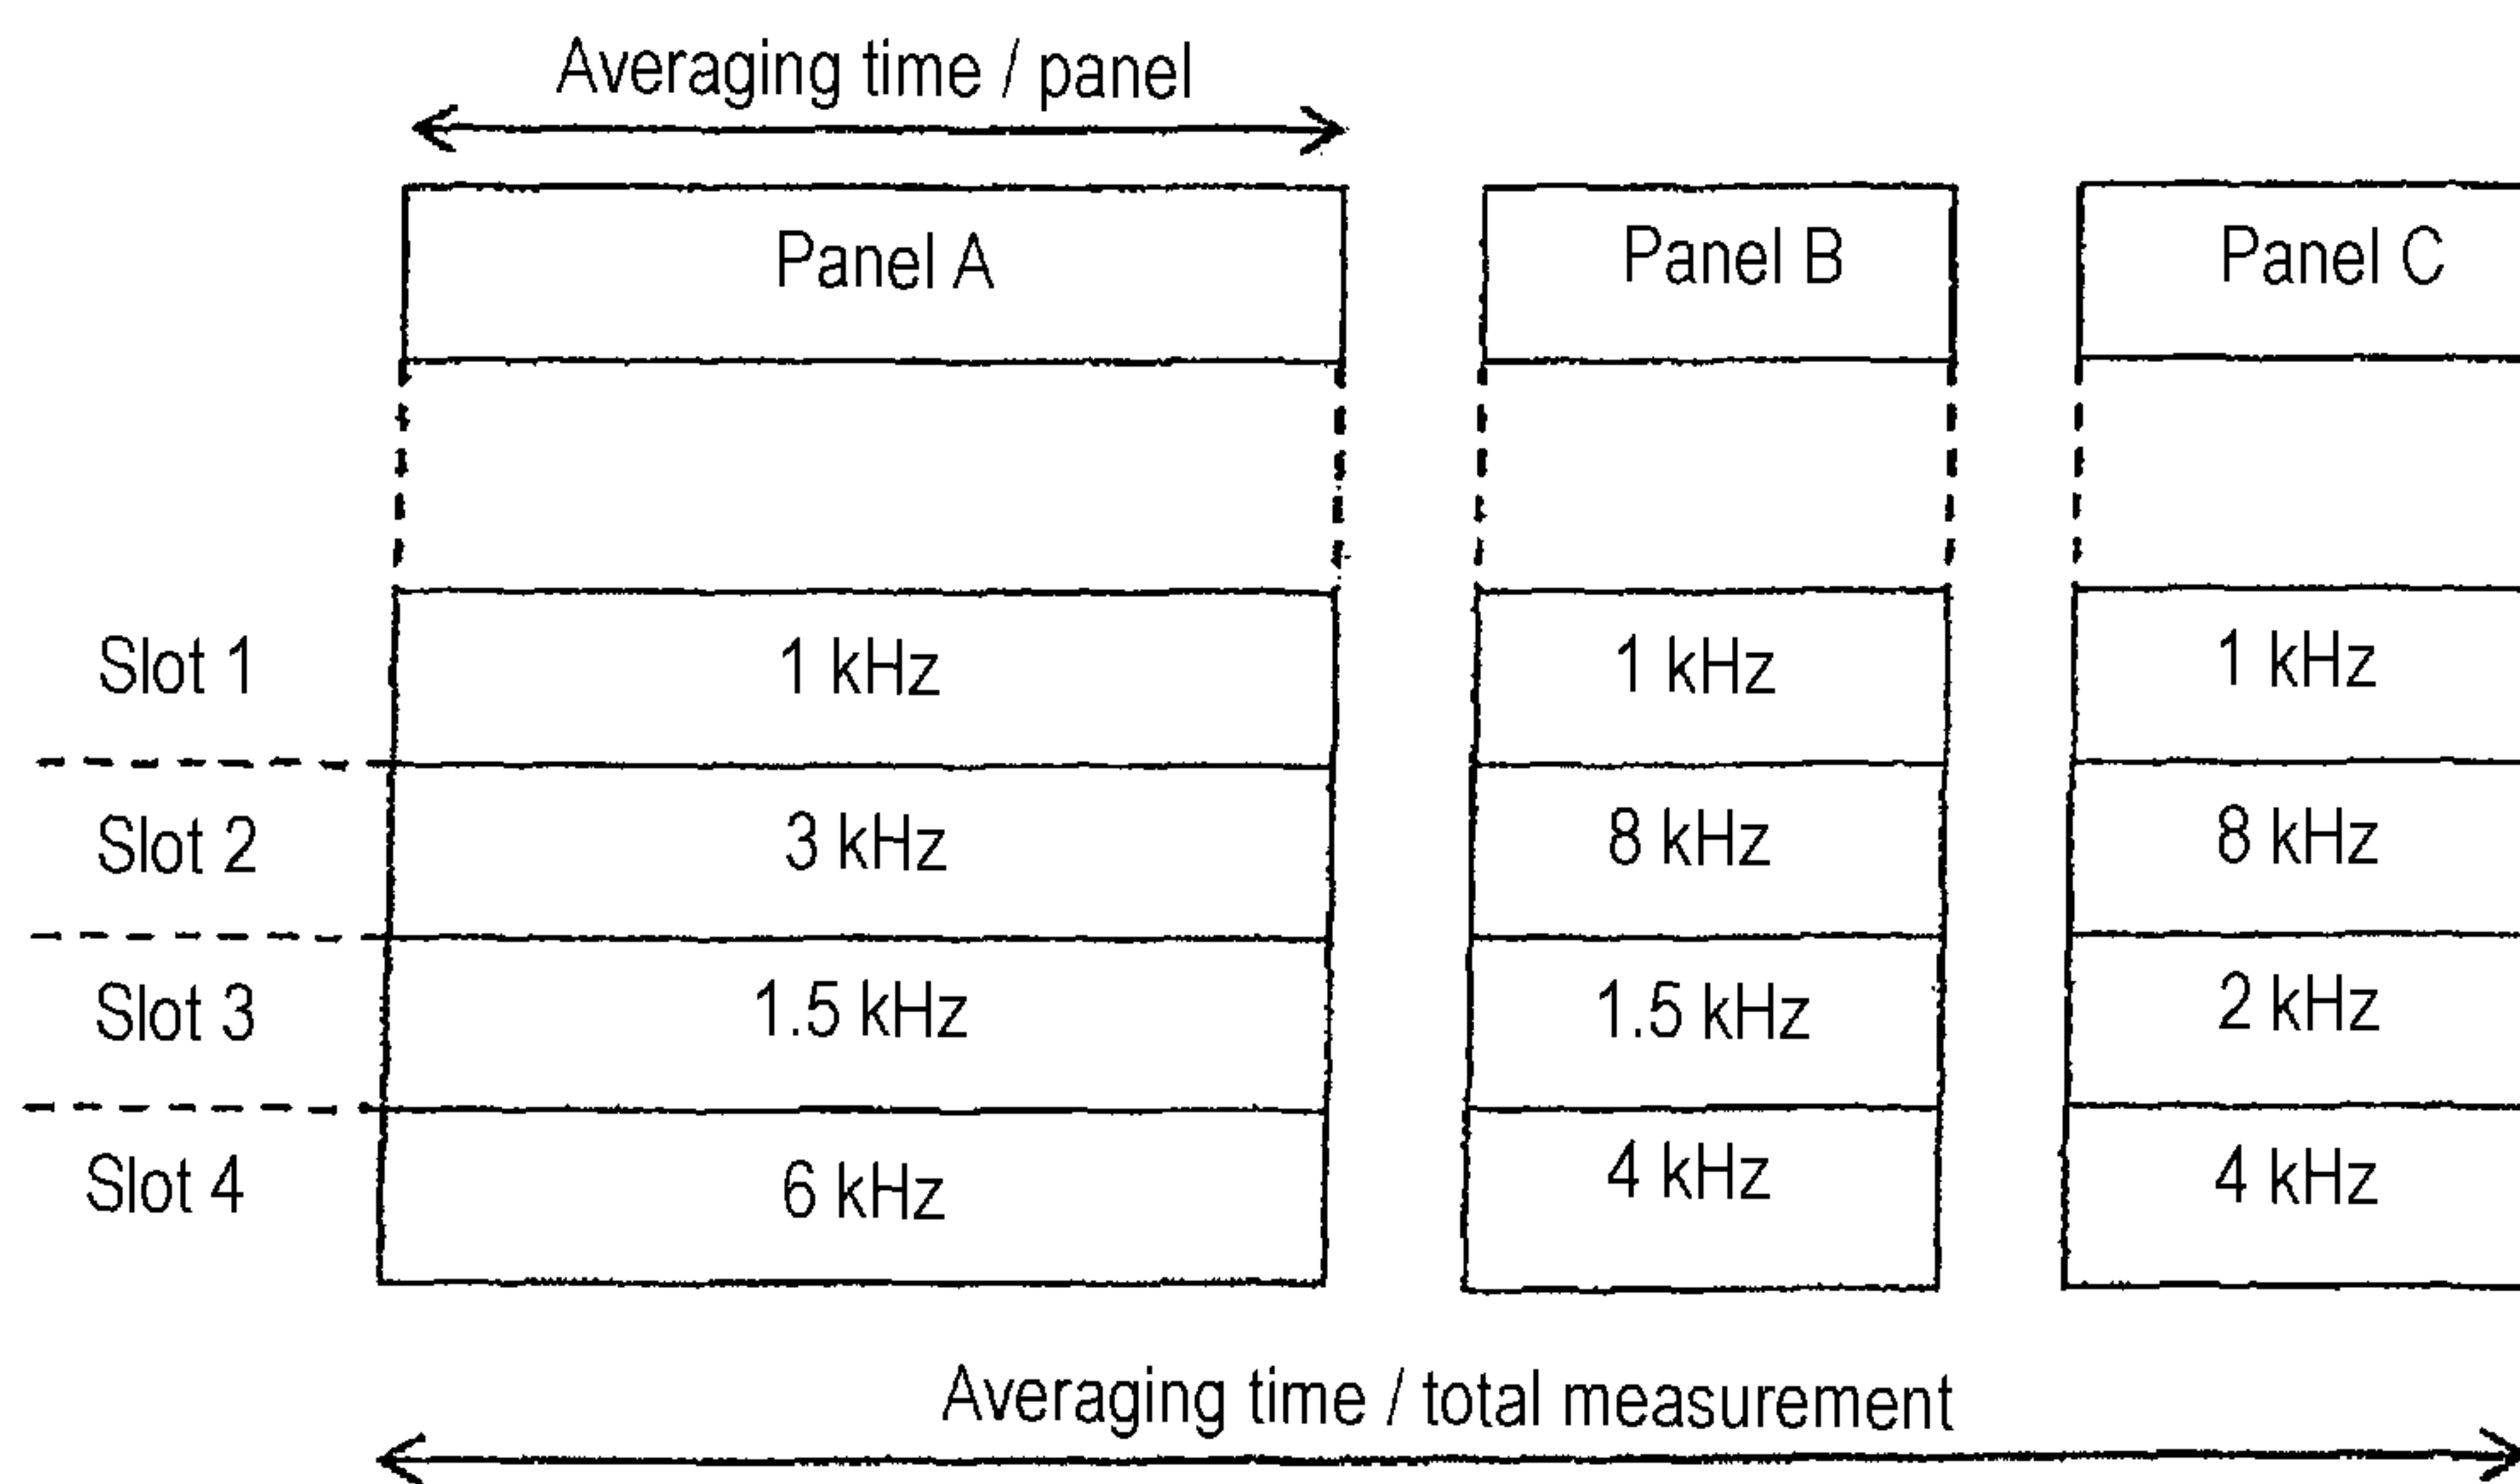 Averaging time / panel
Panel A Panel B Panel C
Slot 1 1 kHz 1 kHz 1 kHz
Slot 2 3 kHz 8 kHz 8 kHz
Slot 3 1.5 kHz 1.5 kHz 2 kHz
Slot 4 6 kHz 4 kHz 4 kHz
Averaging time / total measurement